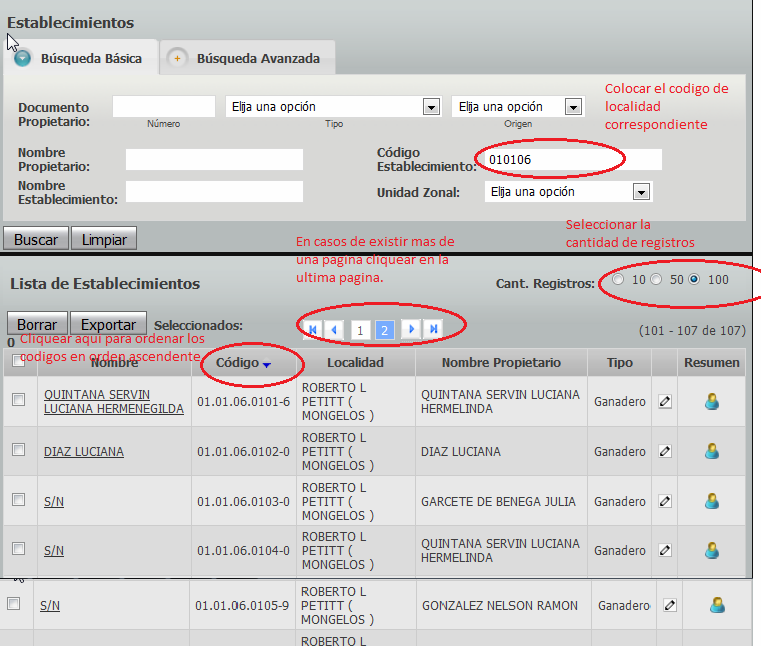 Establecimientos
Búsqueda Básica
Búsqueda Avanzada
Documento
Propietario:
Elija una opción
Elija una opción
Número
Tipo
Origen
Colocar el codigo de
localidad
correspondiente
Nombre
Propietario:
Código
Establecimiento:
010106
Nombre
Establecimiento:
Unidad Zonal:
Elija una opción
Buscar
Limpiar
Seleccionar la
cantidad de registros
En casos de existir mas de
una pagina cliquear en la
ultima pagina.
Lista de Establecimientos
Cant. Registros:
10
50
100
Borrar
Exportar
Seleccionados:
0
1
2
(101 - 107 de 107)
Cliquear aqui para ordenar los
codigos en orden ascendente
Nombre
Código
Localidad
Nombre Propietario
Tipo
Resumen
QUINTANA SERVIN
LUCIANA HERMENEGILDA
01.01.06.0101-6
ROBERTO L
PETITT (
MONGELOS )
QUINTANA SERVIN LUCIANA
HERMELINDA
Ganadero
DIAZ LUCIANA
01.01.06.0102-0
ROBERTO L
PETITT (
MONGELOS )
DIAZ LUCIANA
Ganadero
S/N
01.01.06.0103-0
ROBERTO L
PETITT (
MONGELOS )
GARCETE DE BENEGA JULIA
Ganadero
S/N
01.01.06.0104-0
ROBERTO L
PETITT (
MONGELOS )
QUINTANA SERVIN LUCIANA
HERMELINDA
Ganadero
S/N
01.01.06.0105-9
ROBERTO L
PETITT (
MONGELOS )
GONZALEZ NELSON RAMON
Ganadero
ROBERTO L